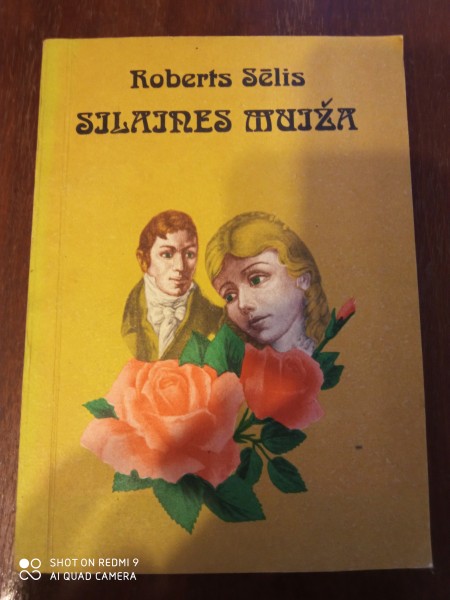 Roberts Sēlis
SILAINES MUIŽA
SHOT ON REDMI 9
AI QUAD CAMERA